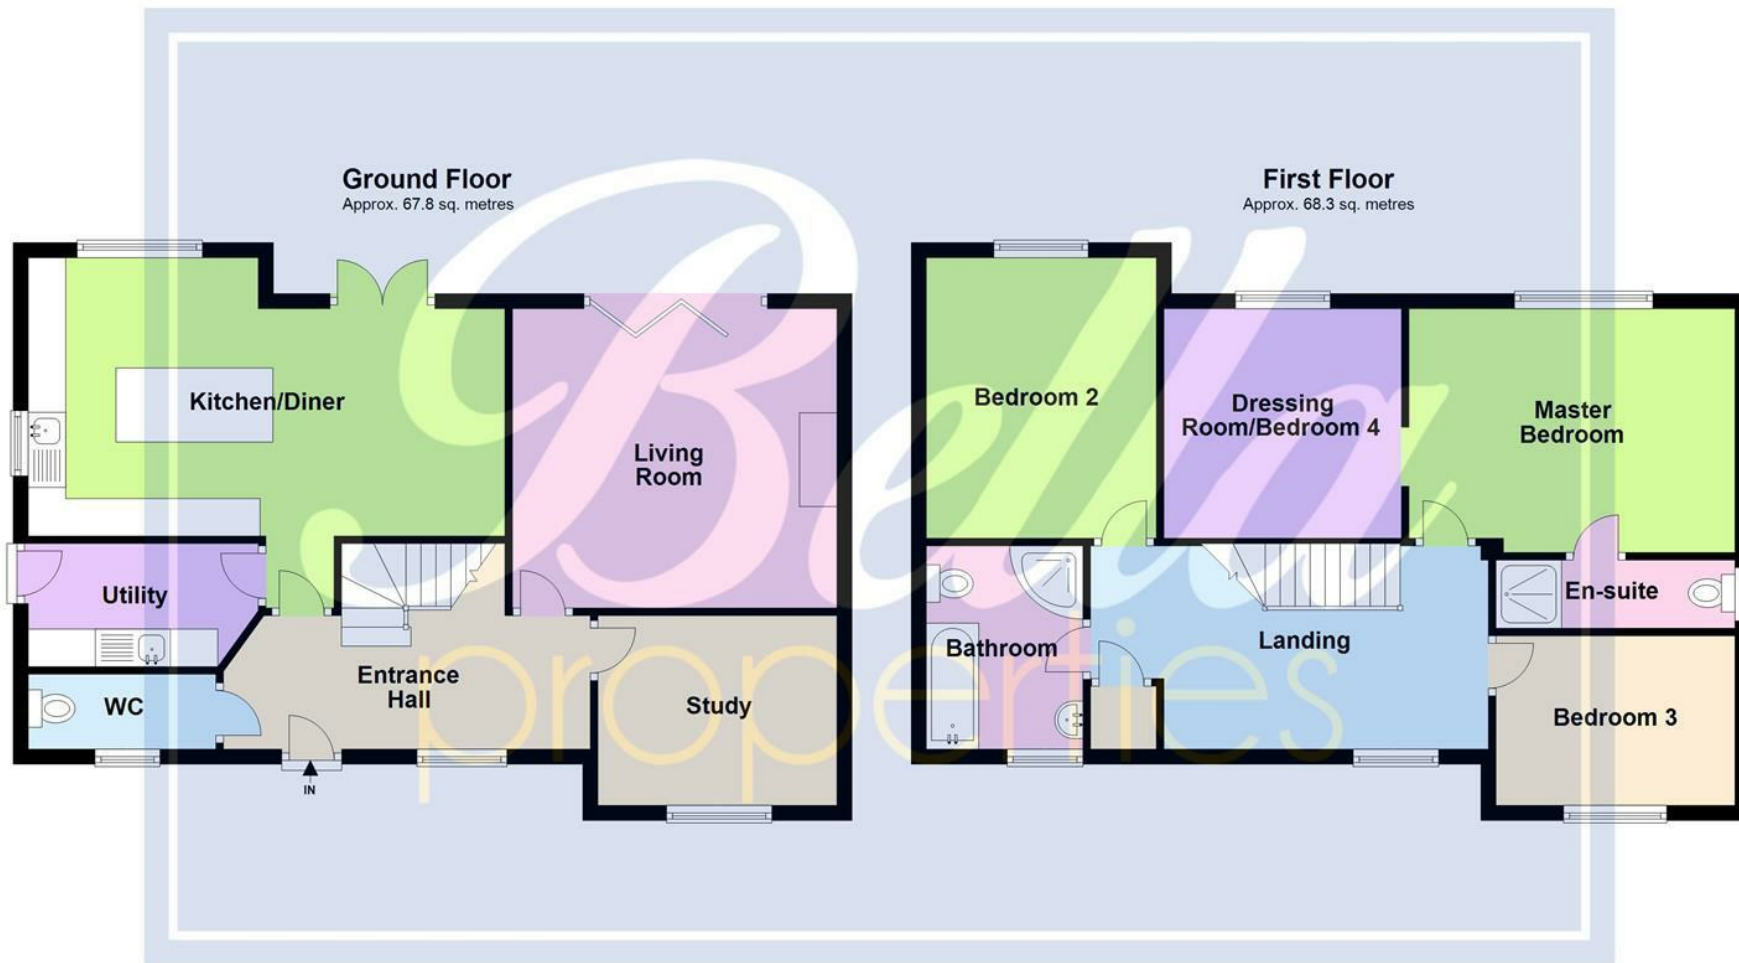 Ground Floor
Approx. 67.8 sq. metres
First Floor
Approx. 68.3 sq. metres
Kitchen/Diner
Living
Room
Utility
Entrance
Hall
WC
Study
IN
Bedroom 2
Dressing
Room/Bedroom 4
Master
Bedroom
En-suite
Bathroom
Landing
Bedroom 3
Bella
properties